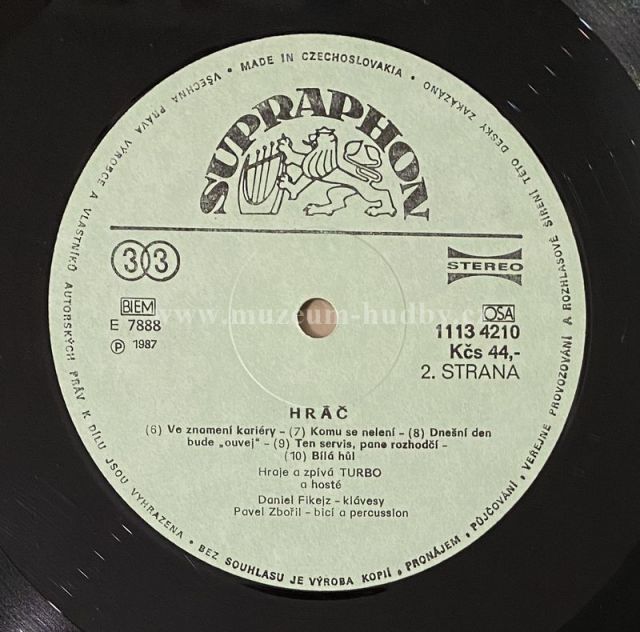 VŠECHNA PRÁVA VÝROBCE A VLASTNÍKŮ AUTORSKÝCH PRÁV K DÍLU JSOU VYHRAZENA • BEZ SOUHLASU JE VÝROBA KOPIÍ, PRONÁJEM, PŮJČOVÁNÍ, VEŘEJNÉ PROVOZOVÁNÍ A ROZHLASOVÉ ŠÍŘENÍ TÉTO DESKY ZAKÁZÁNO •
MADE IN CZECHOSLOVAKIA •
SUPRAPHON
33
STEREO
BIEM
E 7888
Ⓟ 1987
www.muzeum-hudby.cz
OSA
1113 4210
Kčs 44,-
2. STRANA
HRÁČ
(6) Ve znamení kariéry – (7) Komu se nelení – (8) Dnešní den
bude „ouvej“ – (9) Ten servis, pane rozhodčí –
(10) Bílá hůl
Hraje a zpívá TURBO
a hosté
Daniel Fikejz – klávesy
Pavel Zbořil – bicí a percussion